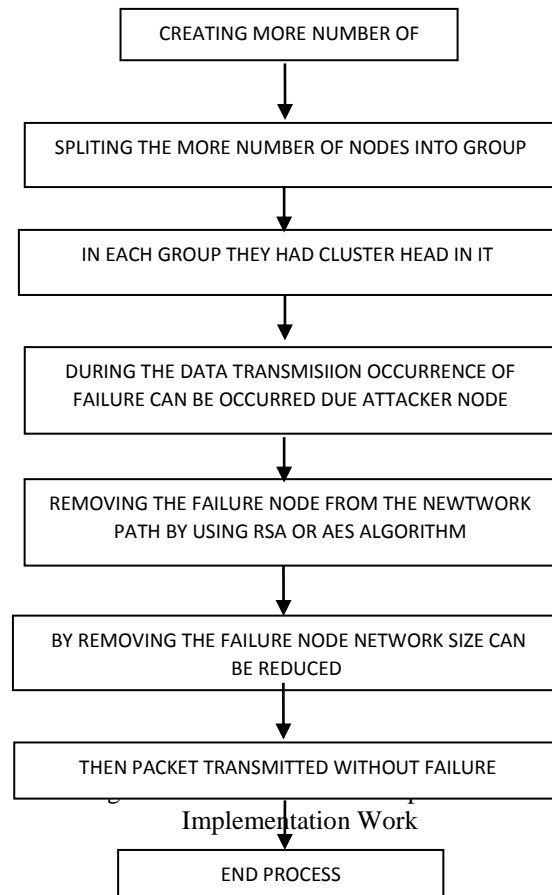 CREATING MORE NUMBER OF
SPLITING THE MORE NUMBER OF NODES INTO GROUP
IN EACH GROUP THEY HAD CLUSTER HEAD IN IT
DURING THE DATA TRANSMISIION OCCURRENCE OF
FAILURE CAN BE OCCURRED DUE ATTACKER NODE
REMOVING THE FAILURE NODE FROM THE NEWTWORK
PATH BY USING RSA OR AES ALGORITHM
BY REMOVING THE FAILURE NODE NETWORK SIZE CAN
BE REDUCED
THEN PACKET TRANSMITTED WITHOUT FAILURE
Implementation Work
END PROCESS